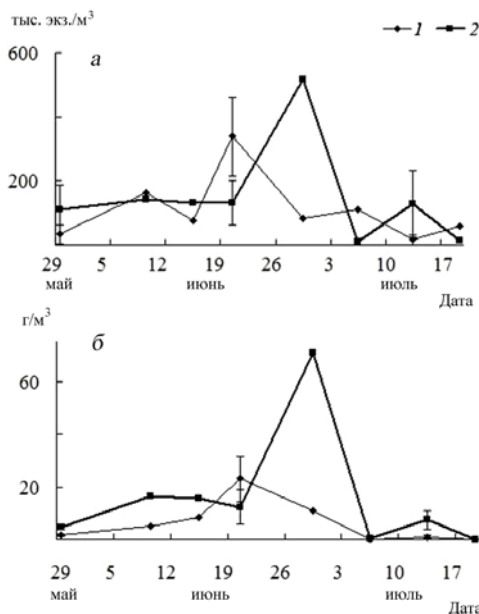 тыс. экз./м³
1 2
600
а
200
29 5 12 19 26 3 10 17
май июнь июль
Дата
г/м³
б
60
20
29 5 12 19 26 3 10 17
май июнь июль
Дата